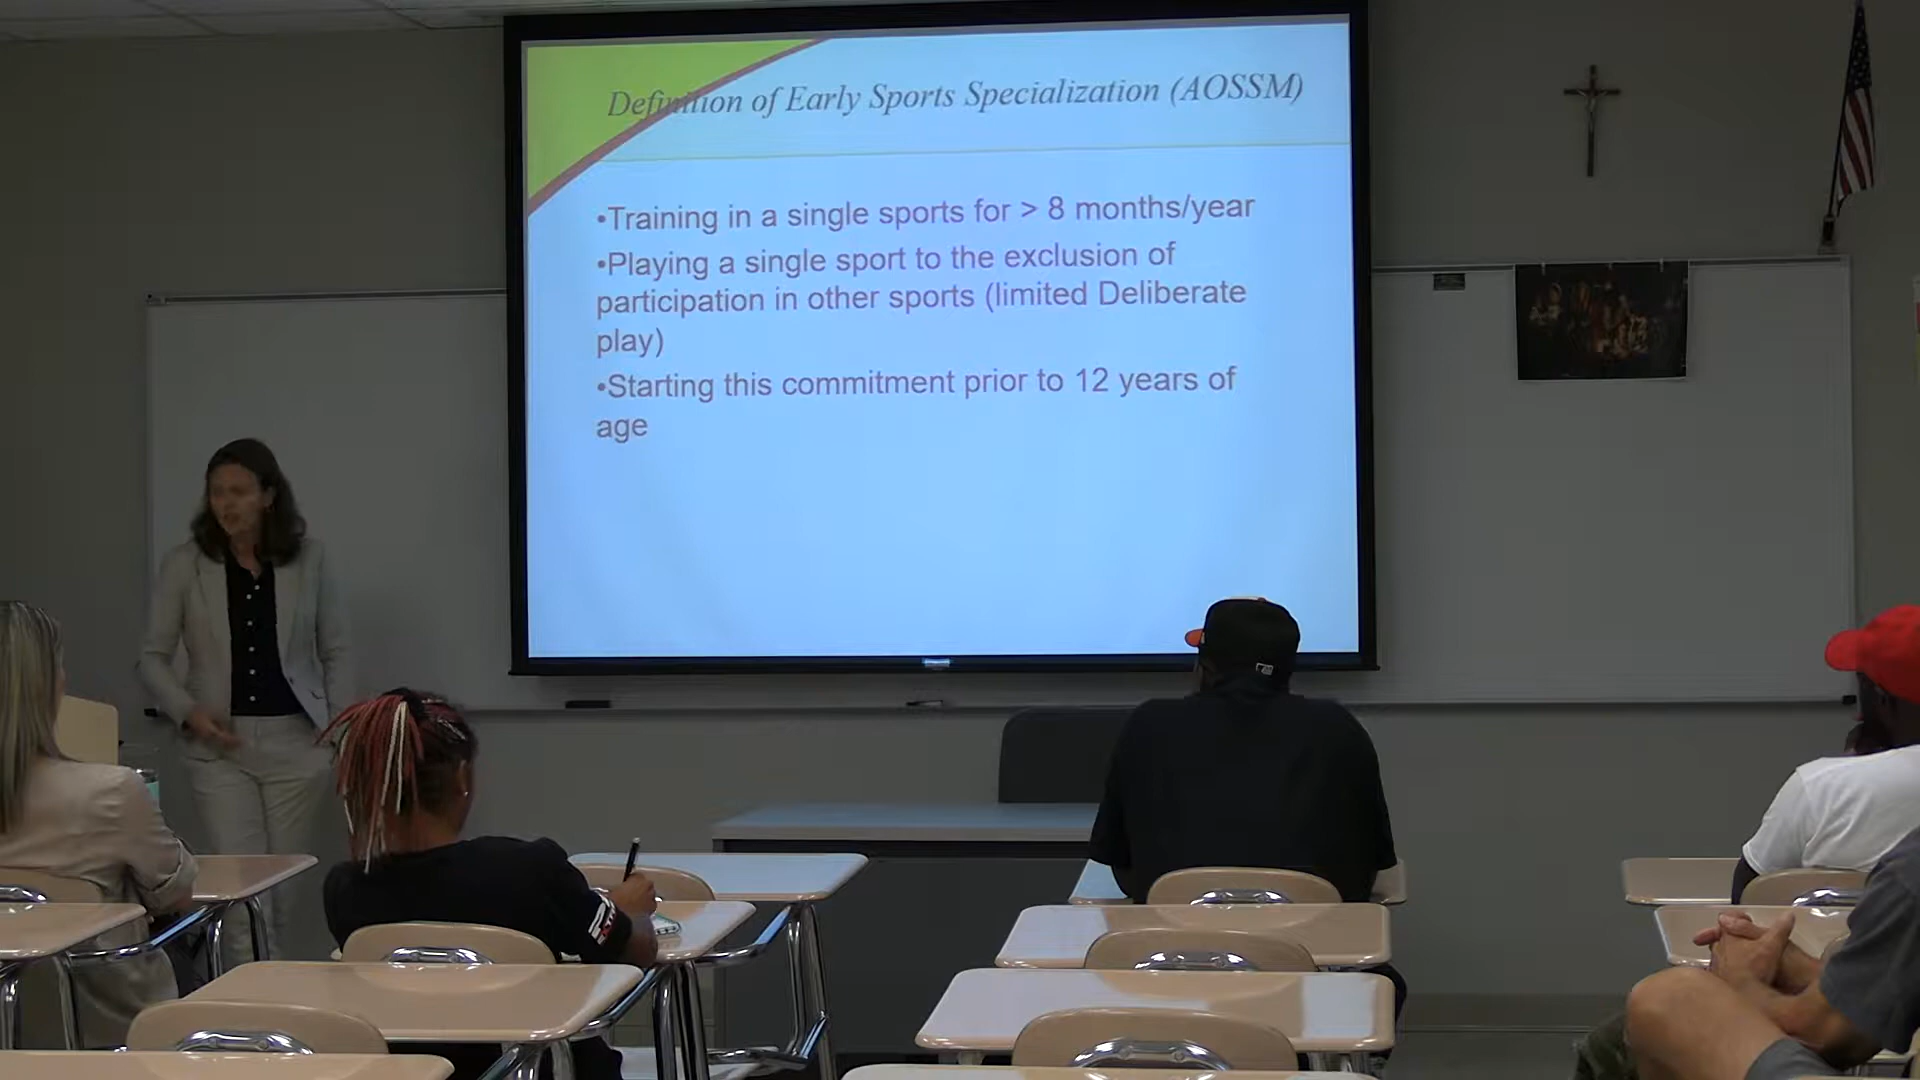 Definition of Early Sports Specialization (AOSSM)
•Training in a single sports for > 8 months/year
•Playing a single sport to the exclusion of
participation in other sports (limited Deliberate
play)
•Starting this commitment prior to 12 years of
age